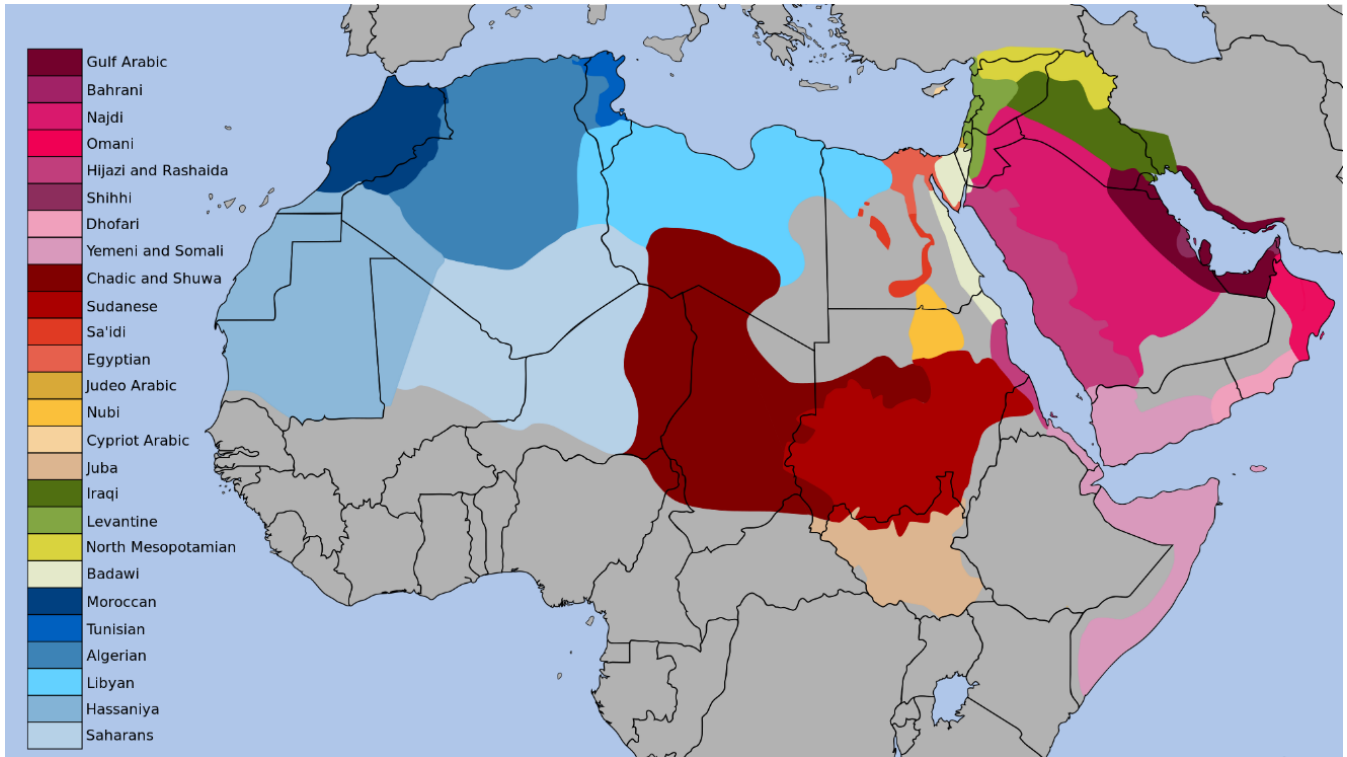 Gulf Arabic
Bahrani
Najdi
Omani
Hijazi and Rashaida
Shihhi
Dhofari
Yemeni and Somali
Chadic and Shuwa
Sudanese
Sa'idi
Egyptian
Judeo Arabic
Nubi
Cypriot Arabic
Juba
Iraqi
Levantine
North Mesopotamian
Badawi
Moroccan
Tunisian
Algerian
Libyan
Hassaniya
Saharans